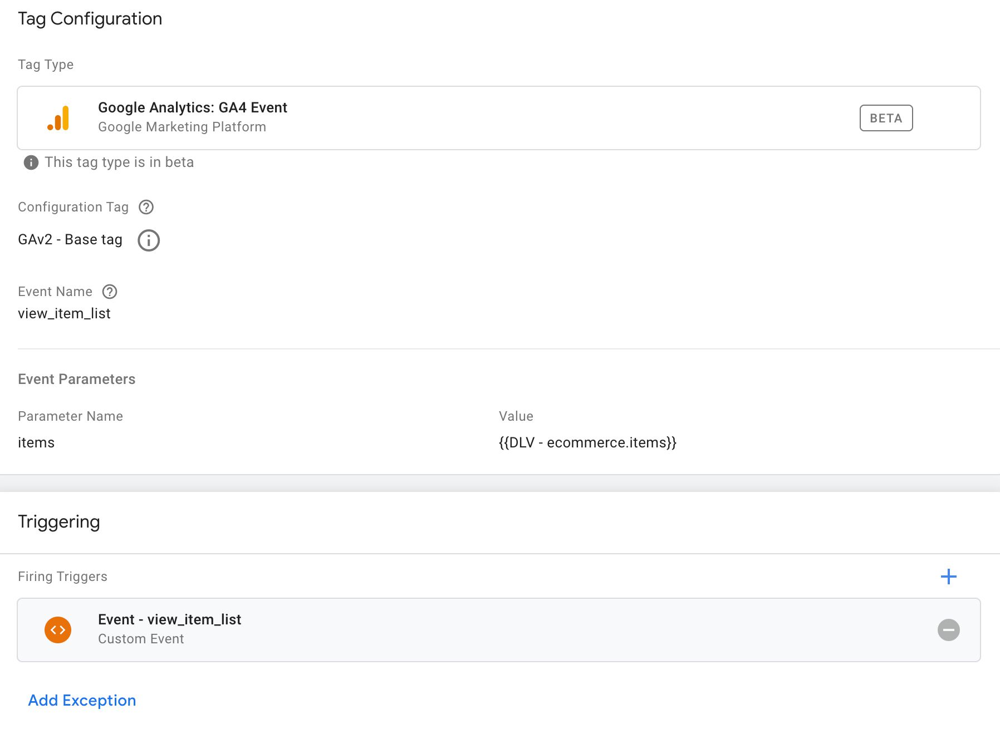 Tag Configuration
Tag Type
Google Analytics: GA4 Event
Google Marketing Platform
BETA
This tag type is in beta
Configuration Tag
GAv2 - Base tag
Event Name
view_item_list
Event Parameters
Parameter Name Value
items {{DLV - ecommerce.items}}
Triggering
Firing Triggers
Event - view_item_list
Custom Event
Add Exception